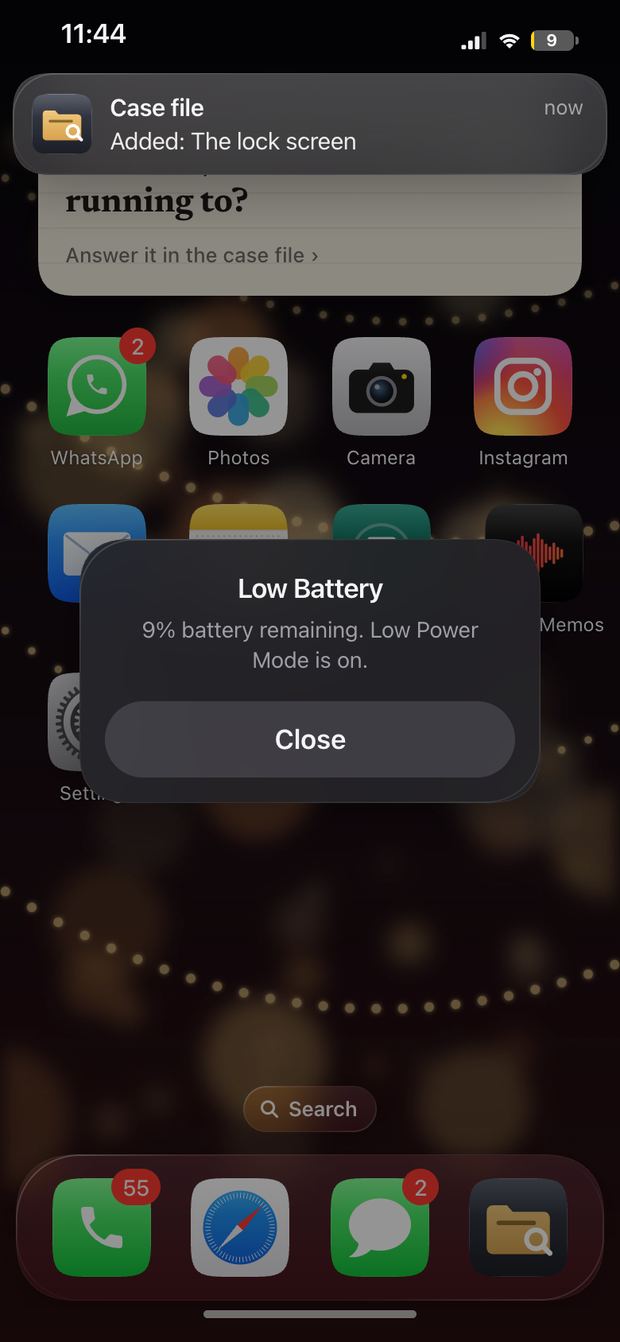 11:44
9
Case file
now
Added: The lock screen
running to?
Answer it in the case file ›
2
WhatsApp
Photos
Camera
Instagram
Memos
Low Battery
9% battery remaining. Low Power
Mode is on.
Close
Search
55
2